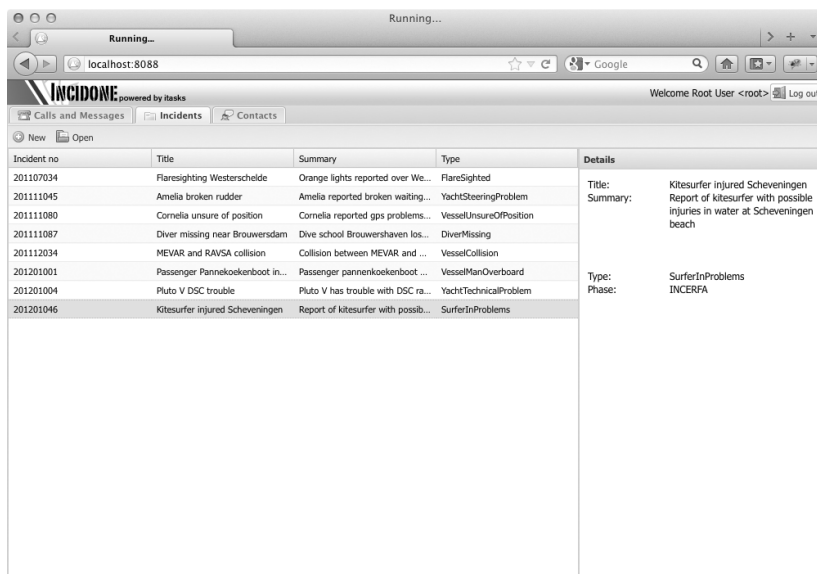 Running...
Running...
localhost:8088
Google
INCIDONE powered by itasks
Welcome Root User <root> Log out
Calls and Messages Incidents Contacts
New Open
Incident no Title Summary Type Details
201107034 Flaresighting Westerschelde Orange lights reported over We... FlareSighted
201111045 Amelia broken rudder Amelia reported broken waiting... YachtSteeringProblem
201111080 Cornelia unsure of position Cornelia reported gps problems... VesselUnsureOfPosition
201111087 Diver missing near Brouwersdam Dive school Brouwershaven los... DiverMissing
201112034 MEVAR and RAVSA collision Collision between MEVAR and ... VesselCollision
201201001 Passenger Pannekoekenboot in... Passenger pannenkoekenboot ... VesselManOverboard
201201004 Pluto V DSC trouble Pluto V has trouble with DSC ra... YachtTechnicalProblem
201201046 Kitesurfer injured Scheveningen Report of kitesurfer with possib... SurferInProblems
Title: Kitesurfer injured Scheveningen
Summary: Report of kitesurfer with possible
injuries in water at Scheveningen
beach
Type: SurferInProblems
Phase: INCERFA